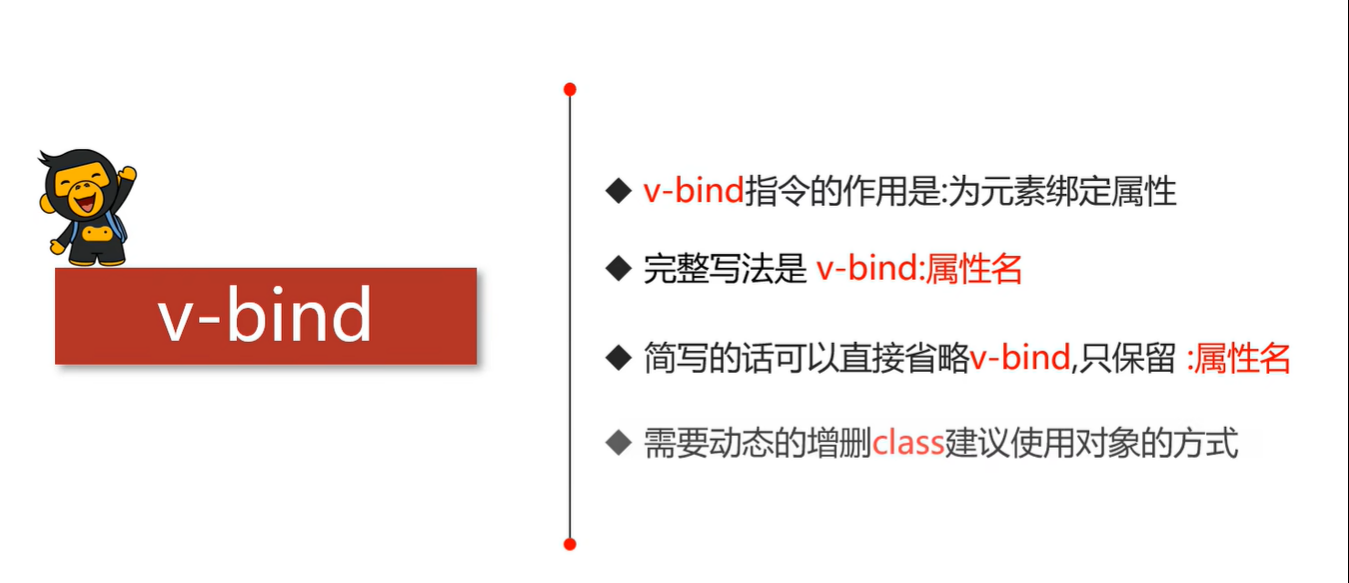 v-bind
v-bind指令的作用是:为元素绑定属性
完整写法是 v-bind:属性名
简写的话可以直接省略v-bind,只保留 :属性名
需要动态的增删class建议使用对象的方式